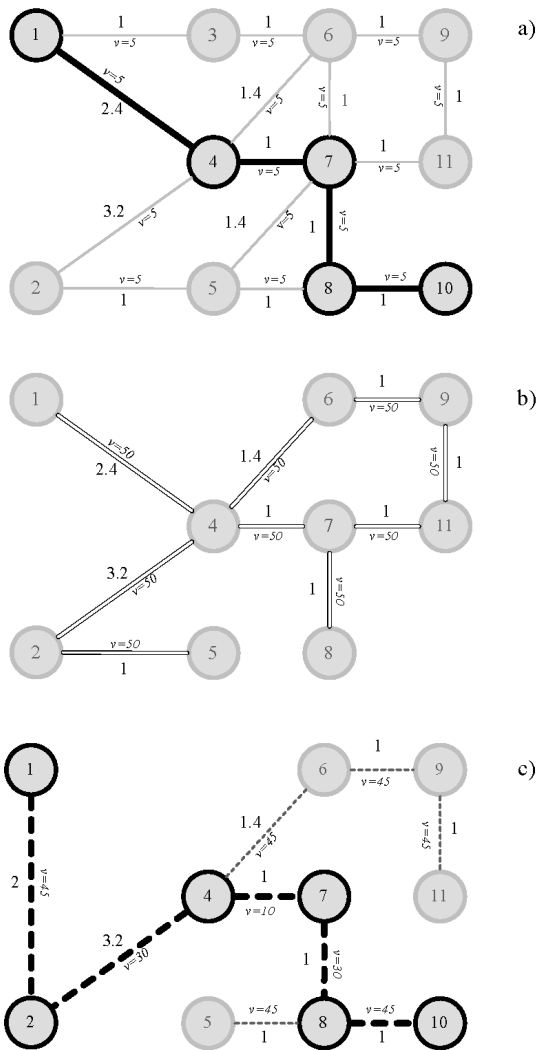 a)
1 1 3 1 6 1 9
v=5 v=5 v=5
v=5
2.4
1.4
v=5
v=5
1
v=5
1
4 1 7 1 11
v=5 v=5
3.2
v=5
1.4
v=5
1
v=5
2 v=5 5 v=5 8 v=5 10
1 1 1
b)
1 6 1 9
v=50
v=50
2.4
1.4
v=50
v=50
1
4 1 7 1 11
v=50 v=50
3.2
v=50
1
v=50
2 v=50 5 8
1
c)
1 6 1 9
v=45
1.4
v=45
v=45
1
2
v=45
4 1 7 11
v=10
3.2
v=30
1
v=30
2 5 v=45 8 v=45 10
1 1